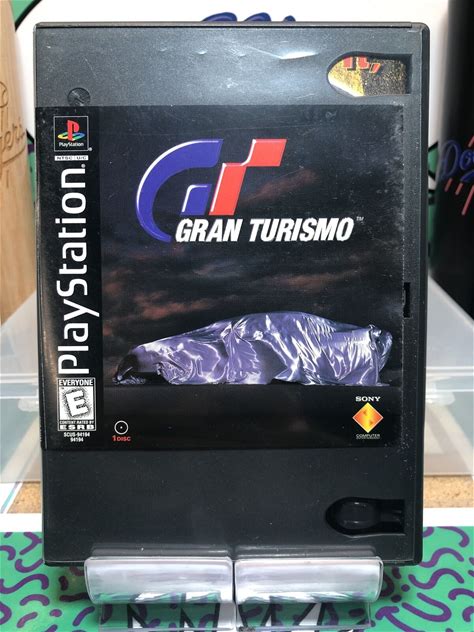 PlayStation
NTSC U/C
PlayStation
GT
GRAN TURISMO™
EVERYONE
E
CONTENT RATED BY
ESRB
SCUS-94194
94194
1 DISC
SONY
COMPUTER